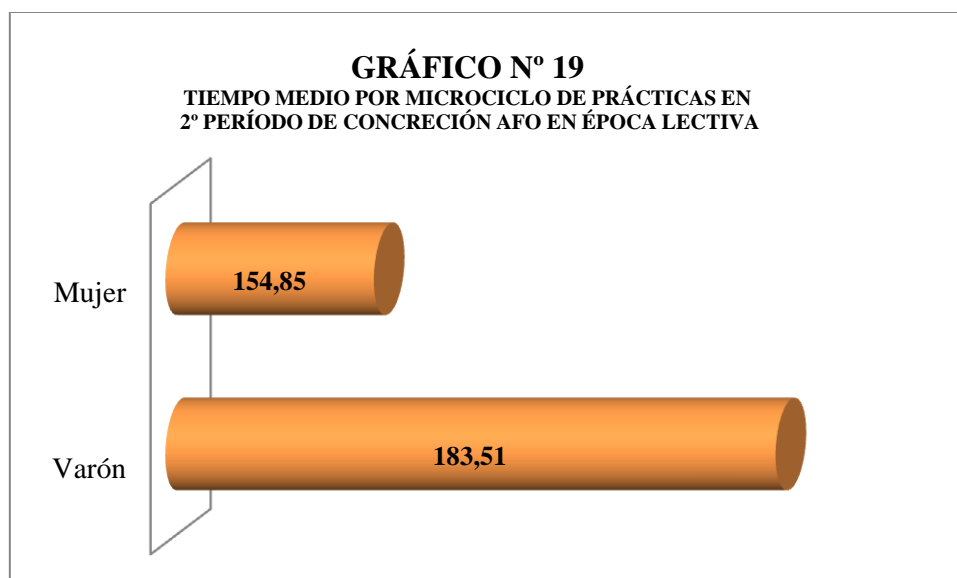 GRÁFICO Nº 19
TIEMPO MEDIO POR MICROCICLO DE PRÁCTICAS EN
2º PERÍODO DE CONCRECIÓN AFO EN ÉPOCA LECTIVA
Mujer
154,85
Varón
183,51